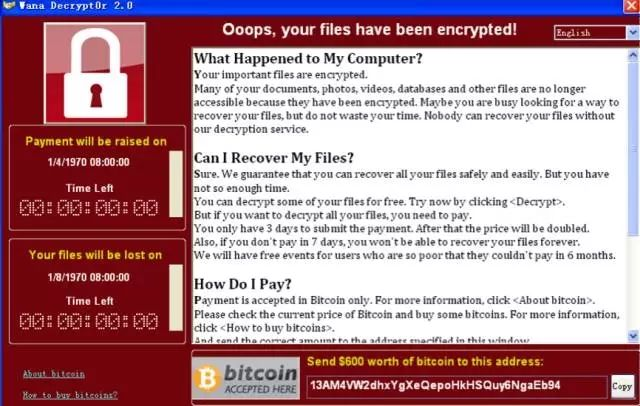 Wana Decrypt0r 2.0
Ooops, your files have been encrypted!
English
What Happened to My Computer?
Your important files are encrypted.
Many of your documents, photos, videos, databases and other files are no longer
accessible because they have been encrypted. Maybe you are busy looking for a way to
recover your files, but do not waste your time. Nobody can recover your files without
our decryption service.
Can I Recover My Files?
Sure. We guarantee that you can recover all your files safely and easily. But you have
not so enough time.
You can decrypt some of your files for free. Try now by clicking <Decrypt>.
But if you want to decrypt all your files, you need to pay.
You only have 3 days to submit the payment. After that the price will be doubled.
Also, if you don't pay in 7 days, you won't be able to recover your files forever.
We will have free events for users who are so poor that they couldn't pay in 6 months.
How Do I Pay?
Payment is accepted in Bitcoin only. For more information, click <About bitcoin>.
Please check the current price of Bitcoin and buy some bitcoins. For more information,
click <How to buy bitcoins>.
And send the correct amount to the address specified in this window.
Payment will be raised on
1/4/1970 08:00:00
Time Left
00:00:00:00
Your files will be lost on
1/8/1970 08:00:00
Time Left
00:00:00:00
About bitcoin
How to buy bitcoins?
bitcoin
ACCEPTED HERE
Send $600 worth of bitcoin to this address:
13AM4VW2dhxYgXeQepoHkHSQuy6NgaEb94
Copy